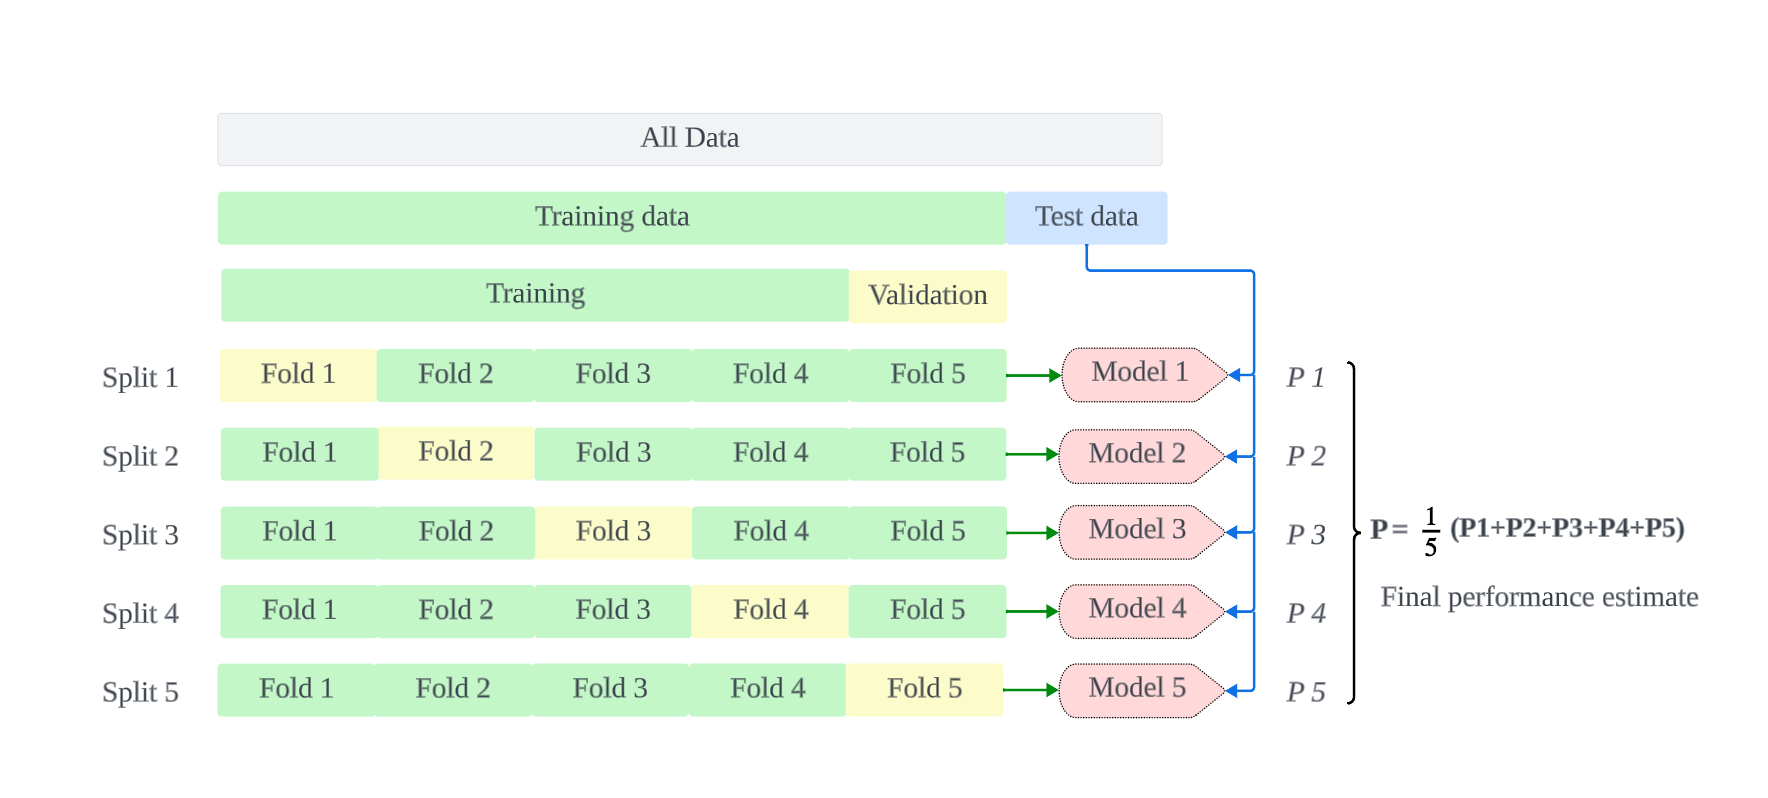 All Data
Training data Test data
Training Validation
Split 1 Fold 1 Fold 2 Fold 3 Fold 4 Fold 5 Model 1 P 1
Split 2 Fold 1 Fold 2 Fold 3 Fold 4 Fold 5 Model 2 P 2
Split 3 Fold 1 Fold 2 Fold 3 Fold 4 Fold 5 Model 3 P 3
P = 1/5 (P1+P2+P3+P4+P5)
Final performance estimate
Split 4 Fold 1 Fold 2 Fold 3 Fold 4 Fold 5 Model 4 P 4
Split 5 Fold 1 Fold 2 Fold 3 Fold 4 Fold 5 Model 5 P 5